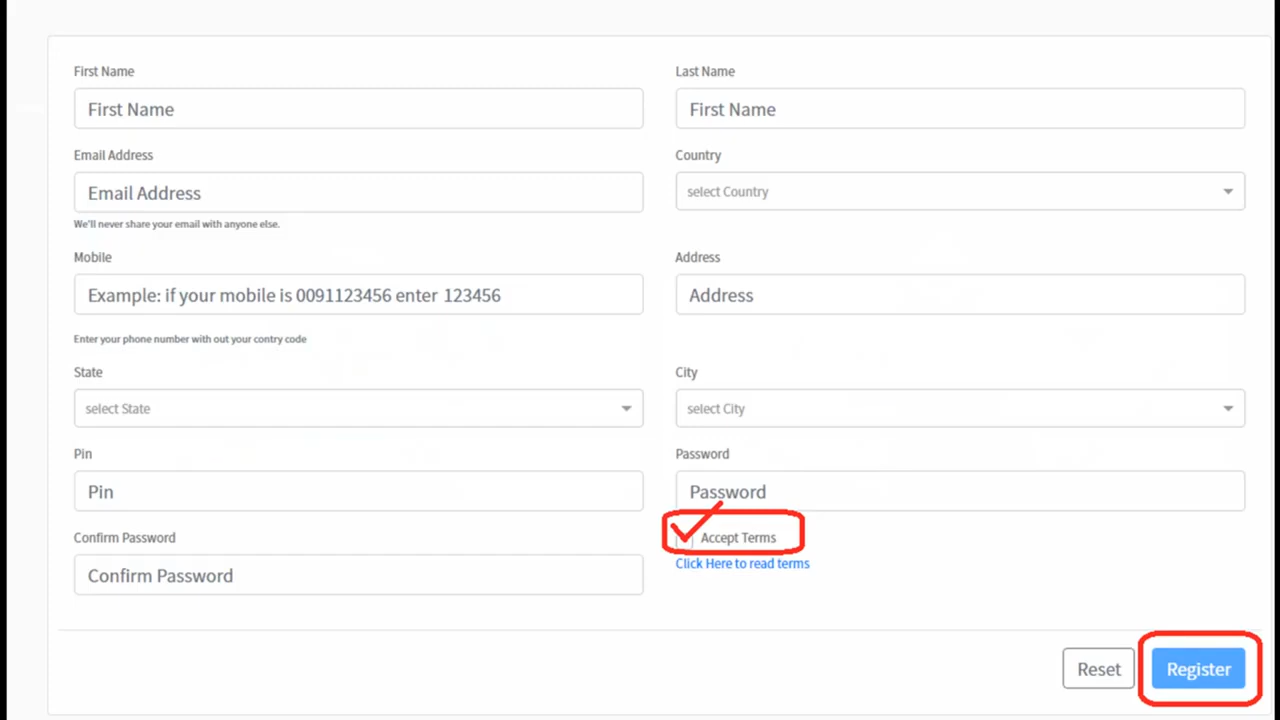 First Name
Last Name
First Name
First Name
Email Address
Country
Email Address
select Country
We'll never share your email with anyone else.
Mobile
Address
Example: if your mobile is 0091123456 enter 123456
Address
Enter your phone number with out your contry code
State
City
select State
select City
Pin
Password
Pin
Password
Confirm Password
Accept Terms
Confirm Password
Click Here to read terms
Reset
Register